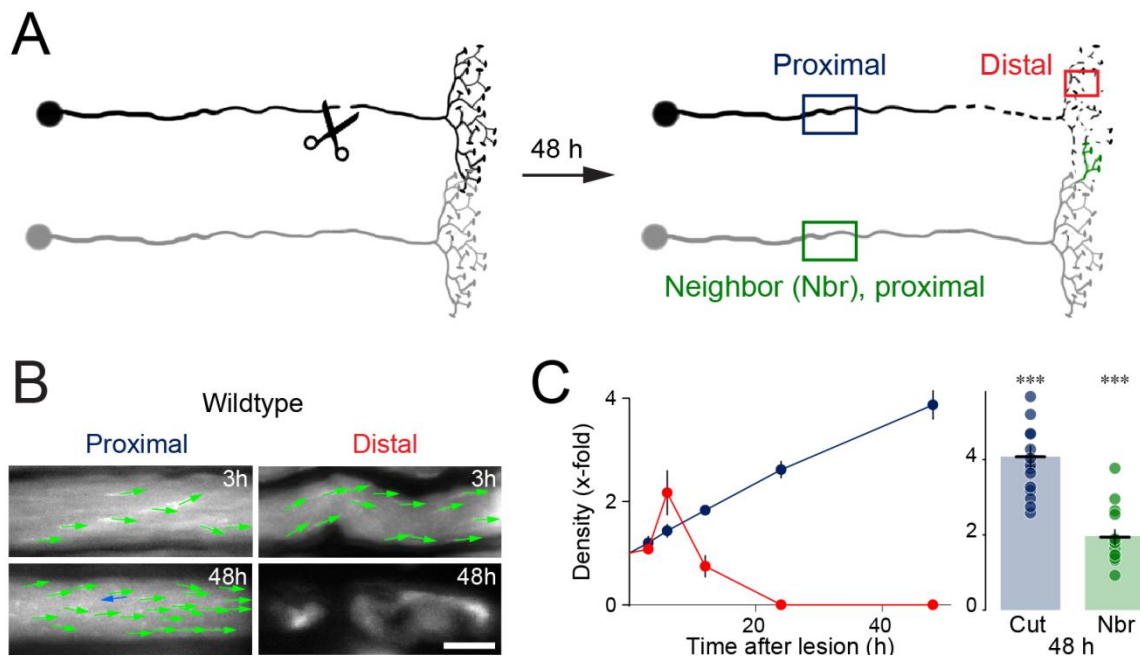 A
48 h
Proximal
Distal
Neighbor (Nbr), proximal
B
Wildtype
Proximal
Distal
3h
3h
48h
48h
C
Density (x-fold)
4
2
0
20
40
Time after lesion (h)
*** ***
4
2
0
Cut Nbr
48 h